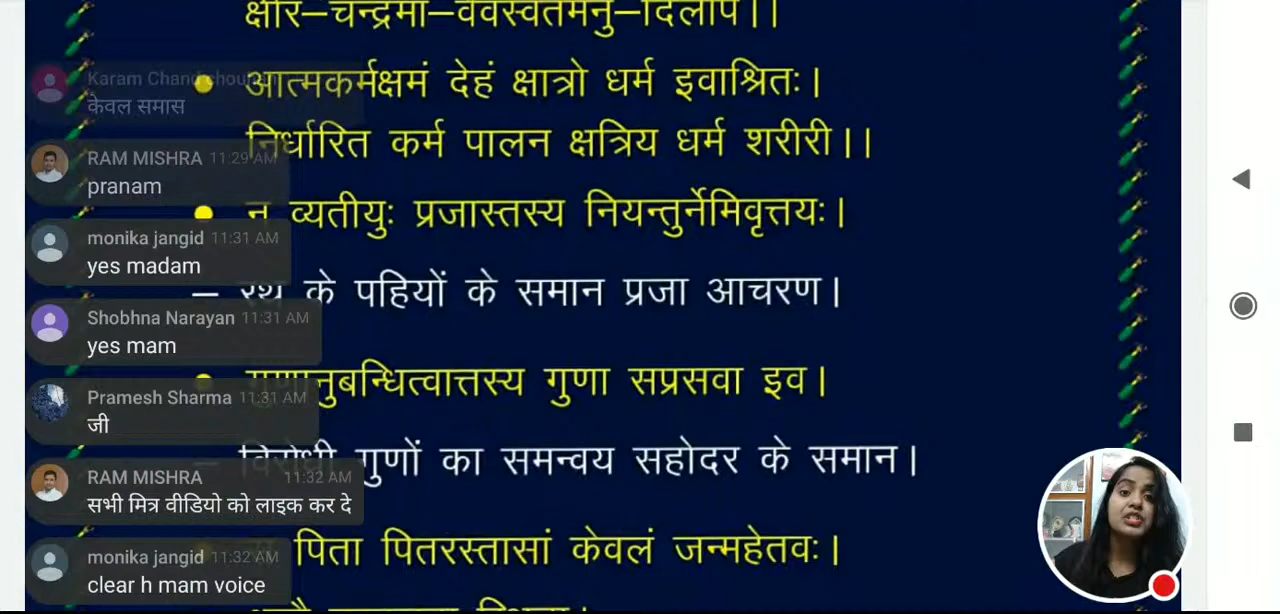 क्षीर–चन्द्रमा–वैवस्वतमनु–दिलीप।।
आत्मकर्मक्षमं देहं क्षात्रो धर्म इवाश्रितः।
निर्धारित कर्म पालन क्षत्रिय धर्म शरीरी।।
न व्यतीयुः प्रजास्तस्य नियन्तुर्नेमिवृत्तयः।
– रथ के पहियों के समान प्रजा आचरण।
गुणानुबन्धित्वात्तस्य गुणा सप्रसवा इव।
– विरोधी गुणों का समन्वय सहोदर के समान।
पिता पितरस्तासां केवलं जन्महेतवः।
Karam Chand
केवल समास
RAM MISHRA 11:29 AM
pranam
monika jangid 11:31 AM
yes madam
Shobhna Narayan 11:31 AM
yes mam
Pramesh Sharma 11:31 AM
जी
RAM MISHRA 11:32 AM
सभी मित्र वीडियो को लाइक कर दे
monika jangid 11:32 AM
clear h mam voice